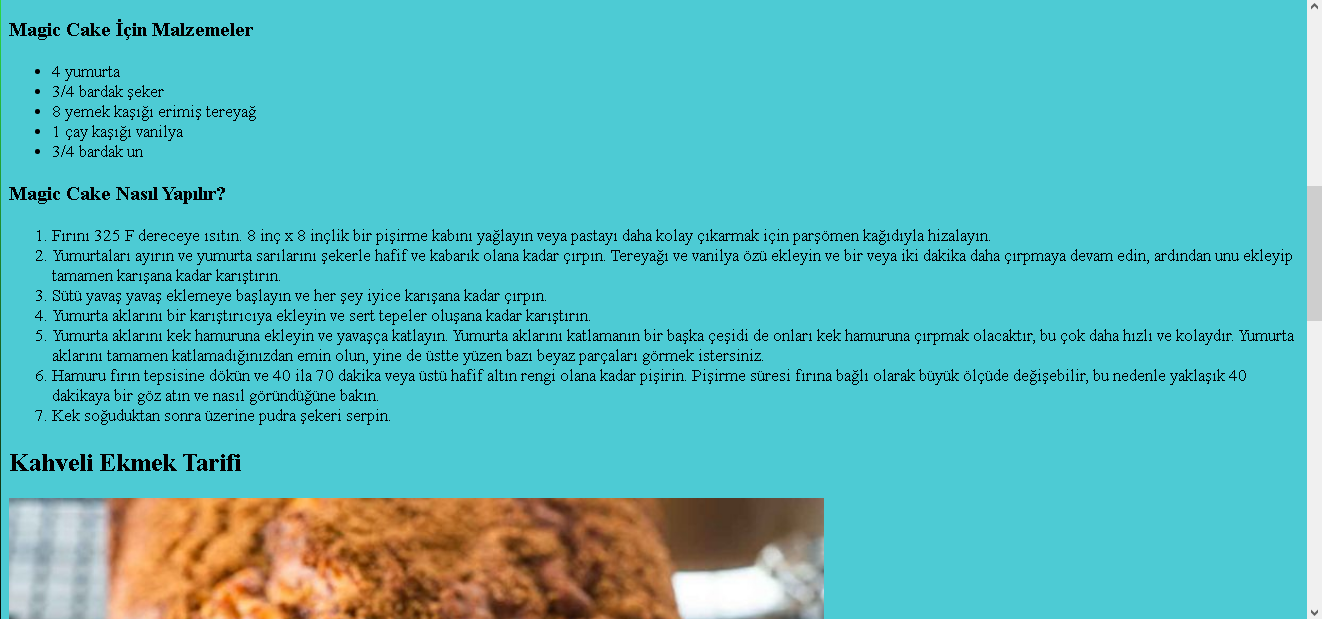 Magic Cake İçin Malzemeler
• 4 yumurta
• 3/4 bardak şeker
• 8 yemek kaşığı erimiş tereyağ
• 1 çay kaşığı vanilya
• 3/4 bardak un
Magic Cake Nasıl Yapılır?
1. Fırını 325 F dereceye ısıtın. 8 inç x 8 inçlik bir pişirme kabını yağlayın veya pastayı daha kolay çıkarmak için parşömen kağıdıyla hizalayın.
2. Yumurtaları ayırın ve yumurta sarılarını şekerle hafif ve kabarık olana kadar çırpın. Tereyağı ve vanilya özü ekleyin ve bir veya iki dakika daha çırpmaya devam edin, ardından unu ekleyip
tamamen karışana kadar karıştırın.
3. Sütü yavaş yavaş eklemeye başlayın ve her şey iyice karışana kadar çırpın.
4. Yumurta aklarını bir karıştırıcıya ekleyin ve sert tepeler oluşana kadar karıştırın.
5. Yumurta aklarını kek hamuruna ekleyin ve yavaşça katlayın. Yumurta aklarını katlamanın bir başka çeşidi de onları kek hamuruna çırpmak olacaktır, bu çok daha hızlı ve kolaydır. Yumurta
aklarını tamamen katlamadığınızdan emin olun, yine de üstte yüzen bazı beyaz parçaları görmek istersiniz.
6. Hamuru fırın tepsisine dökün ve 40 ila 70 dakika veya üstü hafif altın rengi olana kadar pişirin. Pişirme süresi fırına bağlı olarak büyük ölçüde değişebilir, bu nedenle yaklaşık 40
dakikaya bir göz atın ve nasıl göründüğüne bakın.
7. Kek soğuduktan sonra üzerine pudra şekeri serpin.
Kahveli Ekmek Tarifi